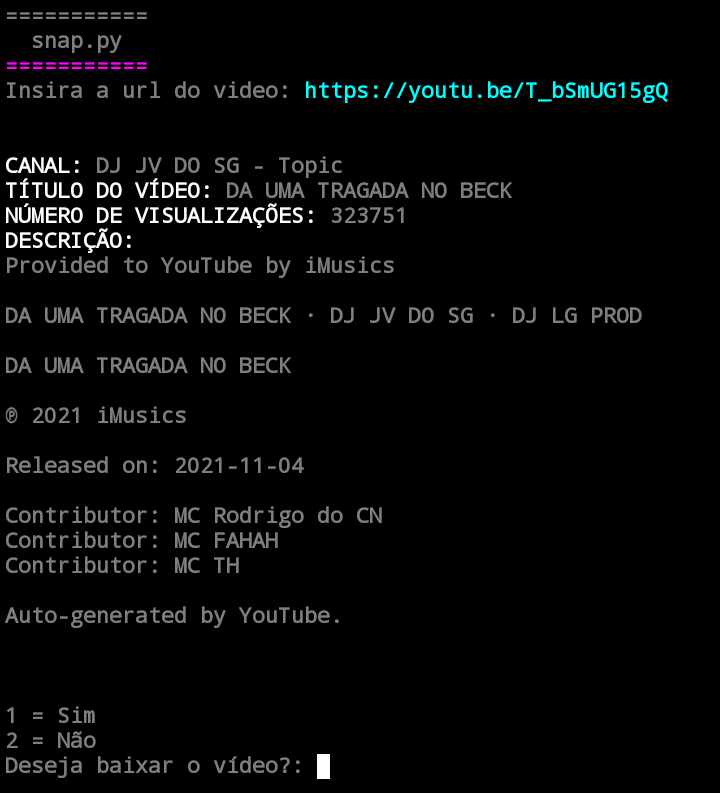 ===========
snap.py
===========
Insira a url do video: https://youtu.be/T_bSmUG15gQ
CANAL: DJ JV DO SG - Topic
TÍTULO DO VÍDEO: DA UMA TRAGADA NO BECK
NÚMERO DE VISUALIZAÇÕES: 323751
DESCRIÇÃO:
Provided to YouTube by iMusics
DA UMA TRAGADA NO BECK · DJ JV DO SG · DJ LG PROD
DA UMA TRAGADA NO BECK
℗ 2021 iMusics
Released on: 2021-11-04
Contributor: MC Rodrigo do CN
Contributor: MC FAHAH
Contributor: MC TH
Auto-generated by YouTube.
1 = Sim
2 = Não
Deseja baixar o vídeo?: